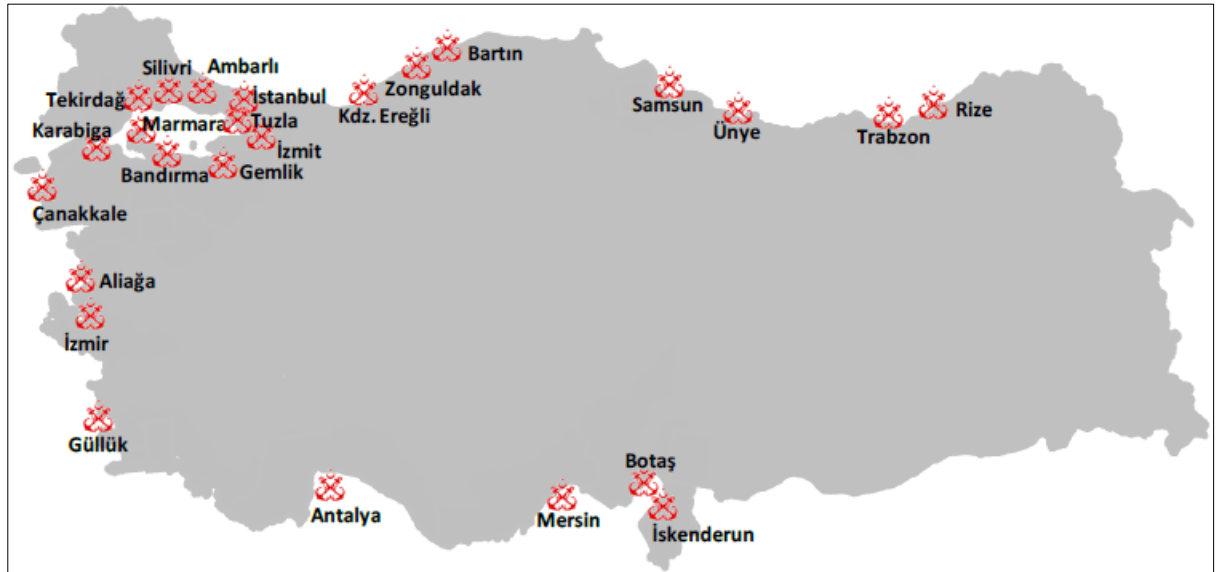 Bartın
Silivri
Ambarlı
Zonguldak
Tekirdağ
İstanbul
Samsun
Rize
Kdz. Ereğli
Karabiga
Marmara
Tuzla
Ünye
Trabzon
İzmit
Bandırma
Gemlik
Çanakkale
Aliağa
İzmir
Güllük
Botaş
Antalya
Mersin
İskenderun